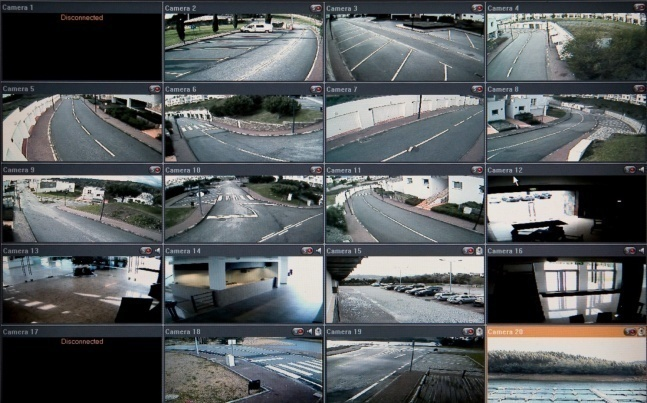 Camera 1
Disconnected
Camera 2
Camera 3
Camera 4
Camera 5
Camera 6
Camera 7
Camera 8
Camera 9
Camera 10
Camera 11
Camera 12
Camera 13
Camera 14
Camera 15
Camera 16
Camera 17
Disconnected
Camera 18
Camera 19
Camera 20